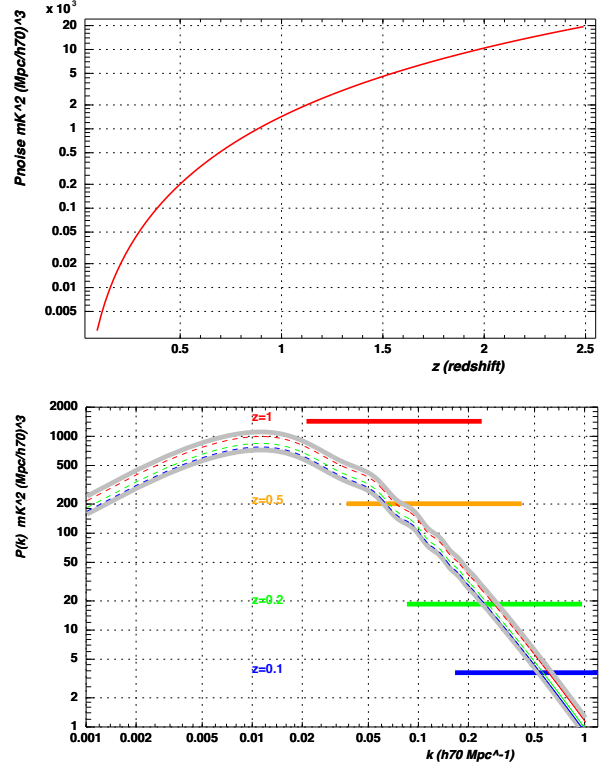 x 10^3
Pnoise mK^2 (Mpc/h70)^3
20
10
5
2
1
0.5
0.2
0.1
0.05
0.02
0.01
0.005
0.5 1 1.5 2 2.5
z (redshift)
P(k) mK^2 (Mpc/h70)^3
2000
1000
500
200
100
50
20
10
5
2
1
z=1
z=0.5
z=0.2
z=0.1
0.001 0.002 0.005 0.01 0.02 0.05 0.1 0.2 0.5 1
k (h70 Mpc^-1)